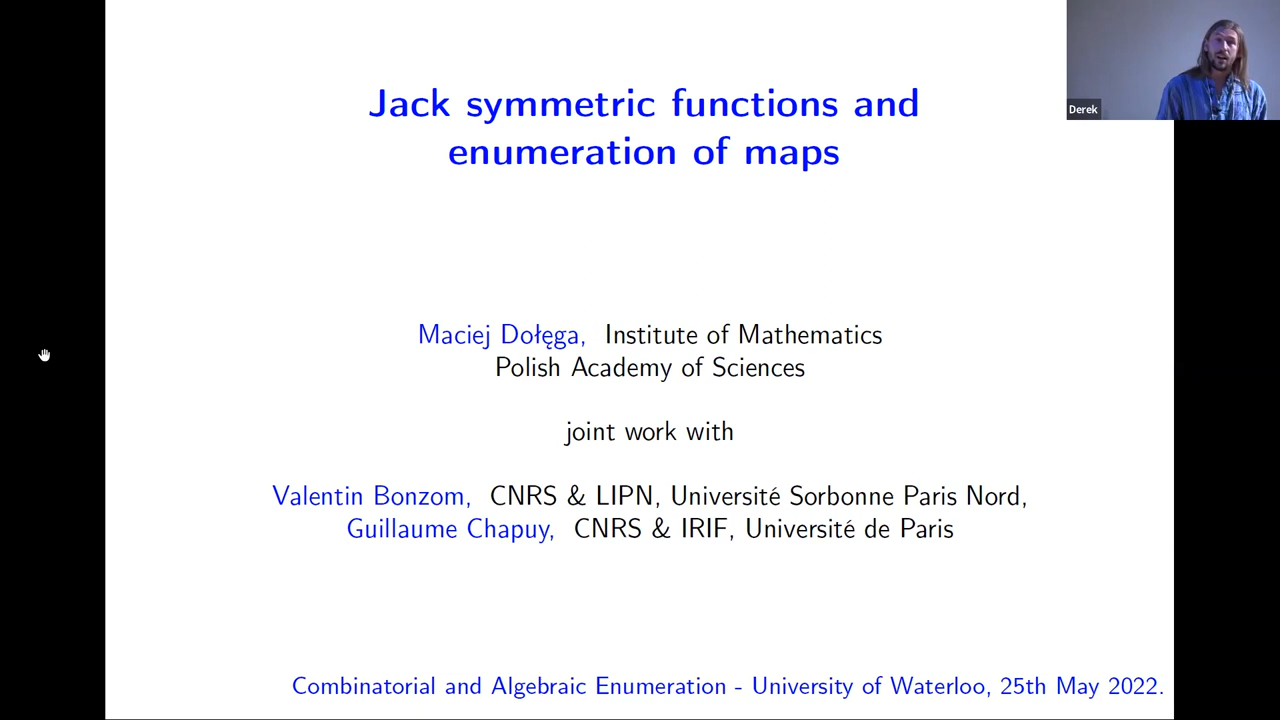 Jack symmetric functions and
enumeration of maps
Derek
Maciej Dołęga, Institute of Mathematics
Polish Academy of Sciences
joint work with
Valentin Bonzom, CNRS & LIPN, Université Sorbonne Paris Nord,
Guillaume Chapuy, CNRS & IRIF, Université de Paris
Combinatorial and Algebraic Enumeration - University of Waterloo, 25th May 2022.